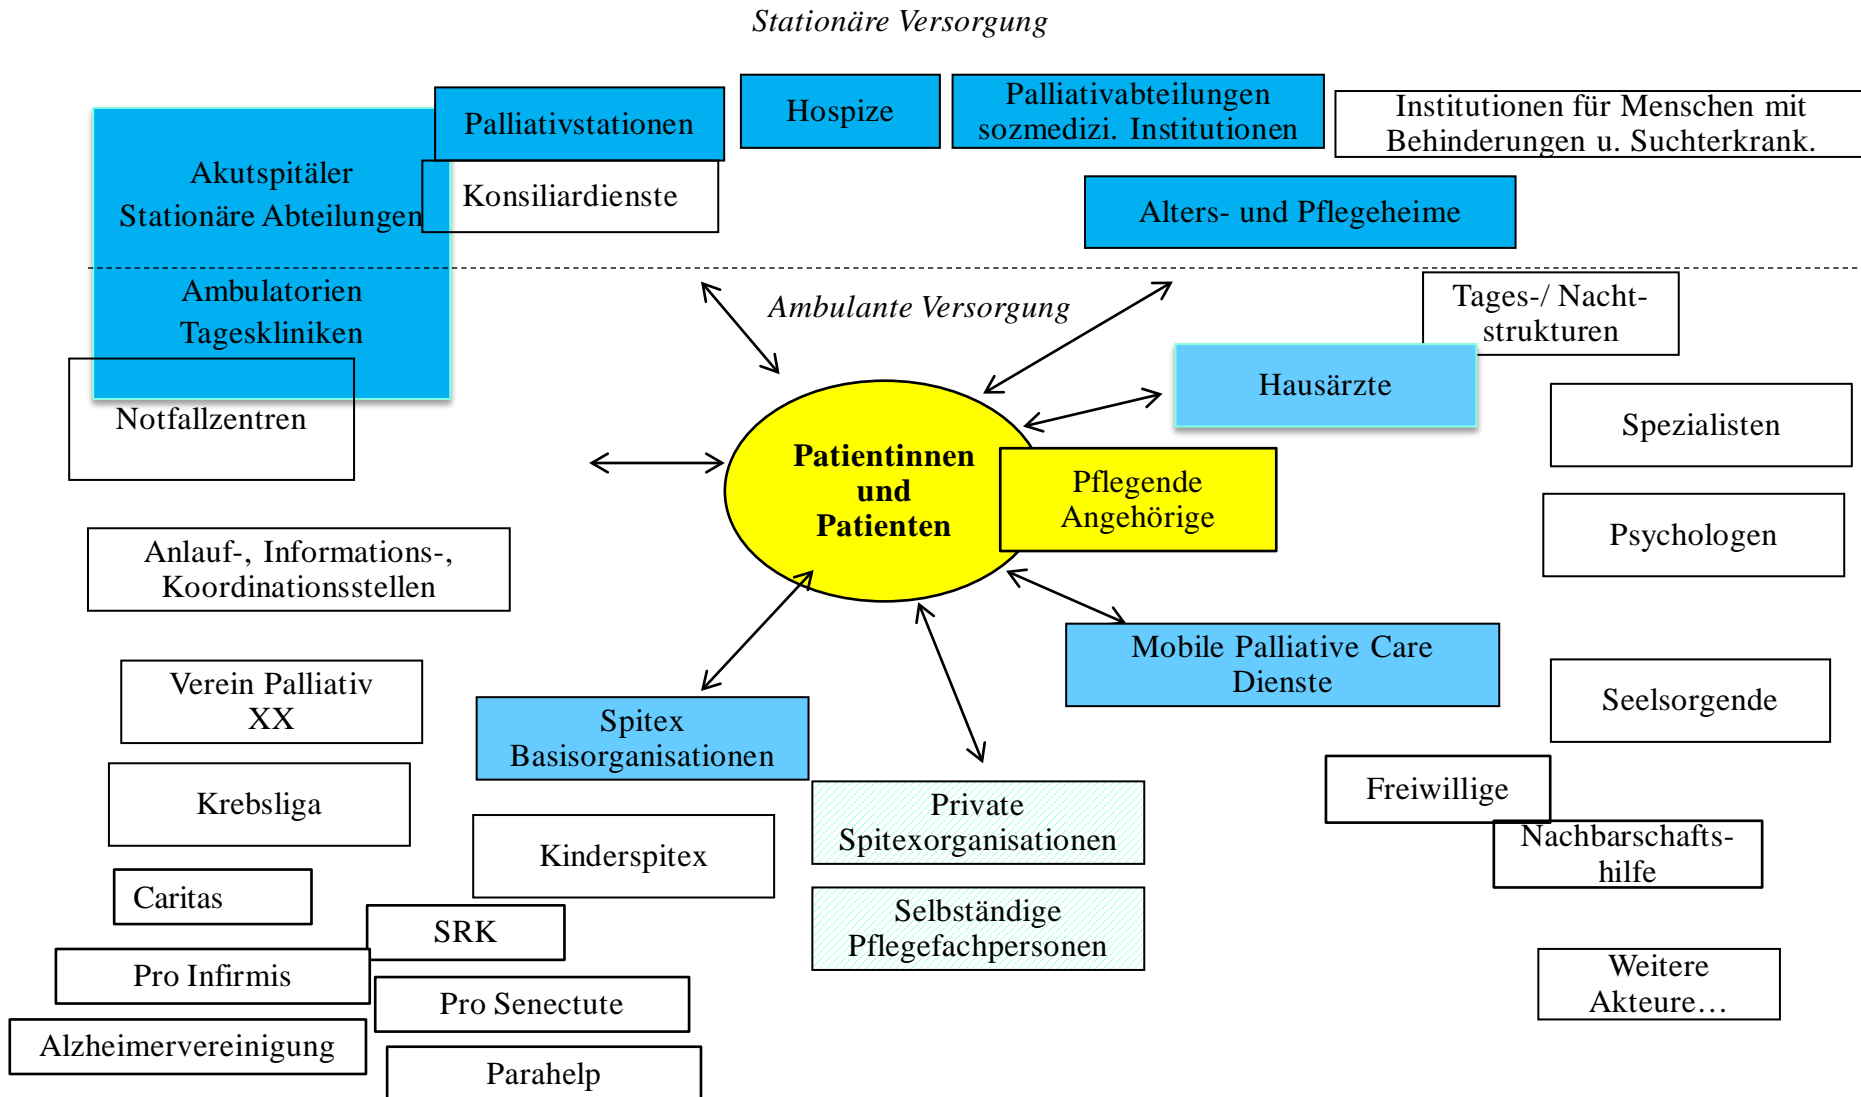 Stationäre Versorgung
Palliativstationen
Hospize
Palliativabteilungen
sozmedizi. Institutionen
Institutionen für Menschen mit
Behinderungen u. Suchterkrank.
Akutspitäler
Stationäre Abteilungen
Konsiliardienste
Alters- und Pflegeheime
Ambulatorien
Tageskliniken
Ambulante Versorgung
Tages-/ Nacht-
strukturen
Notfallzentren
Hausärzte
Spezialisten
Patientinnen
und
Patienten
Pflegende
Angehörige
Psychologen
Anlauf-, Informations-,
Koordinationsstellen
Mobile Palliative Care
Dienste
Verein Palliativ
XX
Spitex
Basisorganisationen
Seelsorgende
Krebsliga
Private
Spitexorganisationen
Freiwillige
Kinderspitex
Nachbarschafts-
hilfe
Caritas
SRK
Selbständige
Pflegefachpersonen
Pro Infirmis
Pro Senectute
Weitere
Akteure…
Alzheimervereinigung
Parahelp